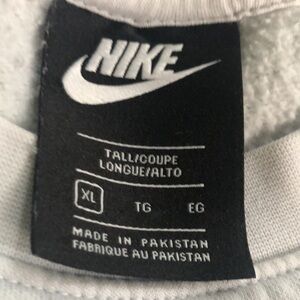 NIKE
TALL/COUPE
LONGUE/ALTO
XL TG EG
MADE IN PAKISTAN
FABRIQUE AU PAKISTAN